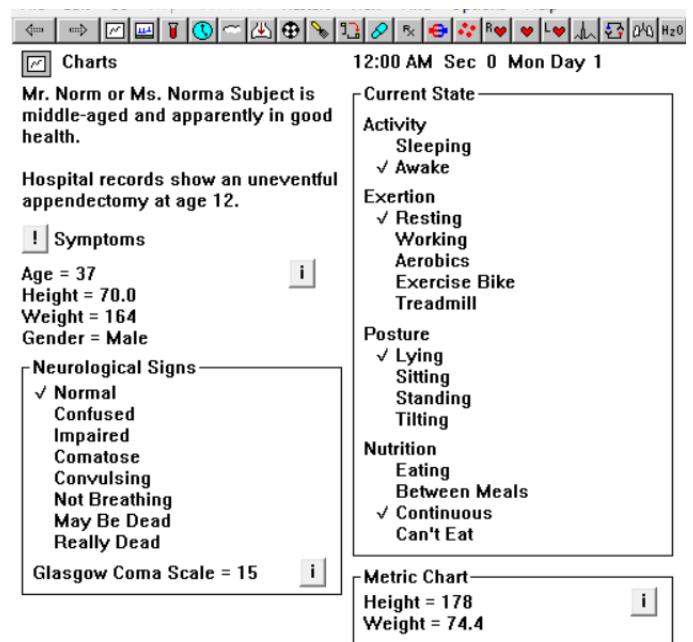 Rx
R
L
H2O
Charts
Mr. Norm or Ms. Norma Subject is
middle-aged and apparently in good
health.
Hospital records show an uneventful
appendectomy at age 12.
! Symptoms
Age = 37
i
Height = 70.0
Weight = 164
Gender = Male
Neurological Signs
√ Normal
Confused
Impaired
Comatose
Convulsing
Not Breathing
May Be Dead
Really Dead
Glasgow Coma Scale = 15
i
12:00 AM Sec 0 Mon Day 1
Current State
Activity
Sleeping
√ Awake
Exertion
√ Resting
Working
Aerobics
Exercise Bike
Treadmill
Posture
√ Lying
Sitting
Standing
Tilting
Nutrition
Eating
Between Meals
√ Continuous
Can't Eat
Metric Chart
Height = 178
i
Weight = 74.4